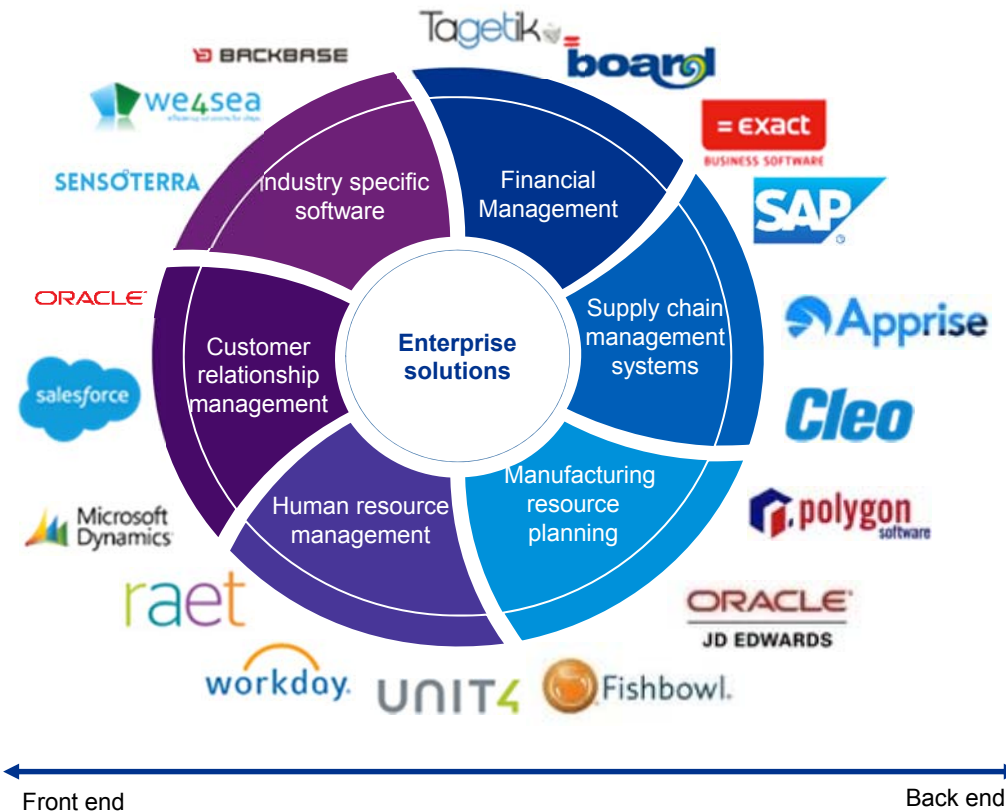 Tagetik
board
BACKBASE
we4sea
= exact
BUSINESS SOFTWARE
SENSOTERRA
Industry specific
software
Financial
Management
SAP
ORACLE
Supply chain
management
systems
Apprise
Enterprise
solutions
Customer
relationship
management
salesforce
Cleo
Manufacturing
resource
planning
Human resource
management
polygon
software
Microsoft
Dynamics
raet
ORACLE
JD EDWARDS
workday.
UNIT4
Fishbowl.
Front end
Back end